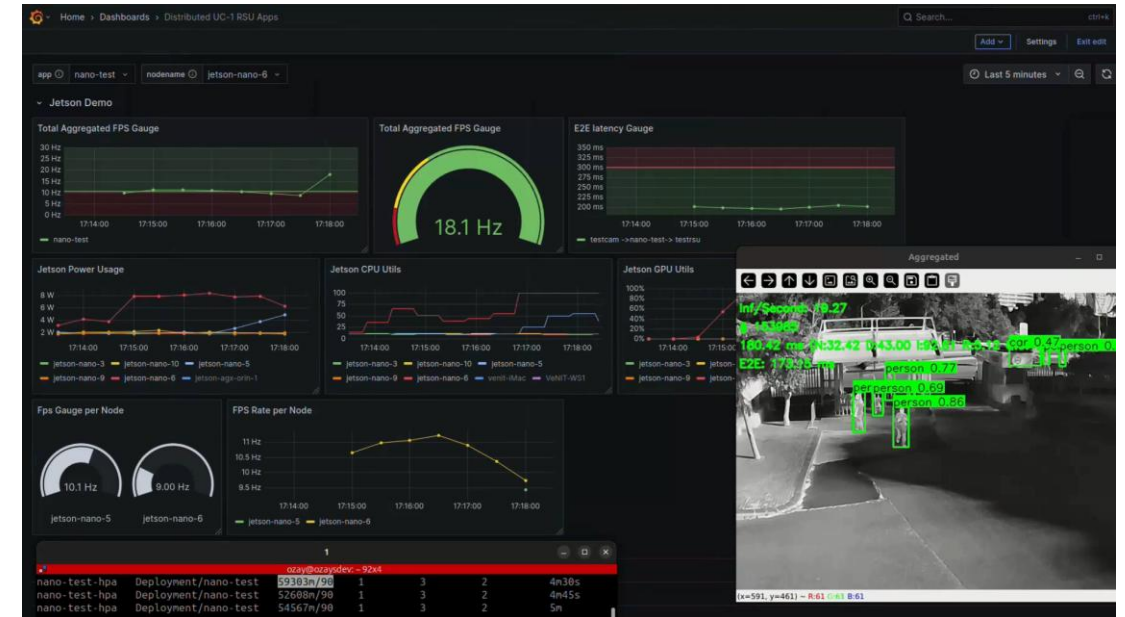 Home › Dashboards › Distributed UC-1 RSU Apps
Search...
ctrl+k
Add
Settings
Exit edit
app
nano-test
nodename
jetson-nano-6
Last 5 minutes
Jetson Demo
Total Aggregated FPS Gauge
30 Hz
25 Hz
20 Hz
15 Hz
10 Hz
5 Hz
0 Hz
17:14:00 17:15:00 17:16:00 17:17:00 17:18:00
nano-test
Total Aggregated FPS Gauge
18.1 Hz
E2E latency Gauge
350 ms
325 ms
300 ms
275 ms
250 ms
225 ms
200 ms
17:14:00 17:15:00 17:16:00 17:17:00 17:18:00
testcam ->nano-test-> testrsu
Jetson Power Usage
8 W
6 W
4 W
2 W
17:14:00 17:15:00 17:16:00 17:17:00 17:18:00
jetson-nano-3 jetson-nano-10 jetson-nano-5
jetson-nano-9 jetson-nano-6 jetson-agx-orin-1
Jetson CPU Utils
100
75
50
25
0
17:14:00 17:15:00 17:16:00 17:17:00 17:18:00
jetson-nano-3 jetson-nano-10 jetson-nano-5
jetson-nano-9 jetson-nano-6 venit-iMac VeNIT-WS1
Jetson GPU Utils
100%
80%
60%
40%
20%
0%
17:14:00
jetson-nano-3
jetson-nano-9
Aggregated
180.42 ms
E2E:
car 0.47
person 0.77
person 0.69
person 0.86
(x=591, y=461) ~ R:61 G:61 B:61
Fps Gauge per Node
10.1 Hz
9.00 Hz
jetson-nano-5
jetson-nano-6
FPS Rate per Node
11 Hz
10.5 Hz
10 Hz
9.5 Hz
17:14:00 17:15:00 17:16:00 17:17:00 17:18:00
jetson-nano-5 jetson-nano-6
1
ozay@ozaysdev: ~ 92x4
nano-test-hpa Deployment/nano-test 59303m/90 1 3 2 4m30s
nano-test-hpa Deployment/nano-test 52608m/90 1 3 2 4m45s
nano-test-hpa Deployment/nano-test 54567m/90 1 3 2 5m